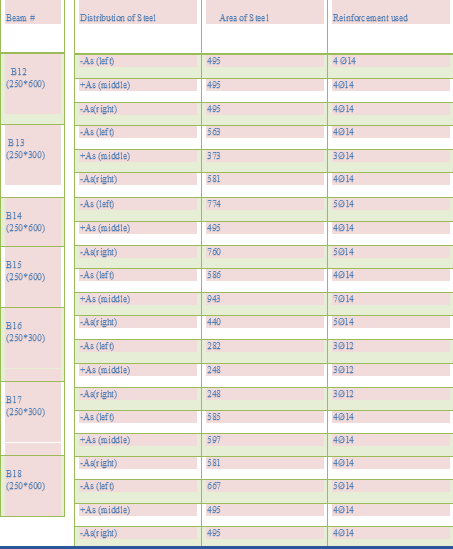 Beam # Distribution of Steel Area of Steel Reinforcement used
B12 (250*600) -As (left) 495 4 Ø14
+As (middle) 495 4Ø14
-As(right) 495 4Ø14
B13 (250*300) -As (left) 563 4Ø14
+As (middle) 373 3Ø14
-As(right) 581 4Ø14
B14 (250*600) -As (left) 774 5Ø14
+As (middle) 495 4Ø14
-As(right) 760 5Ø14
B15 (250*600) -As (left) 586 4Ø14
+As (middle) 943 7Ø14
-As(right) 440 5Ø14
B16 (250*300) -As (left) 282 3Ø12
+As (middle) 248 3Ø12
-As(right) 248 3Ø12
B17 (250*300) -As (left) 585 4Ø14
+As (middle) 597 4Ø14
-As(right) 581 4Ø14
B18 (250*600) -As (left) 667 5Ø14
+As (middle) 495 4Ø14
-As(right) 495 4Ø14